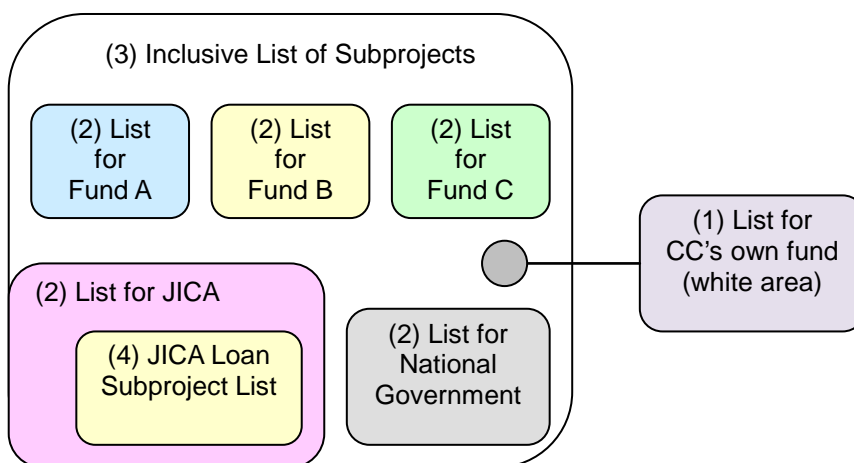 (3) Inclusive List of Subprojects
(2) List
for
Fund A
(2) List
for
Fund B
(2) List
for
Fund C
(1) List for
CC’s own fund
(white area)
(2) List for JICA
(4) JICA Loan
Subproject List
(2) List for
National
Government